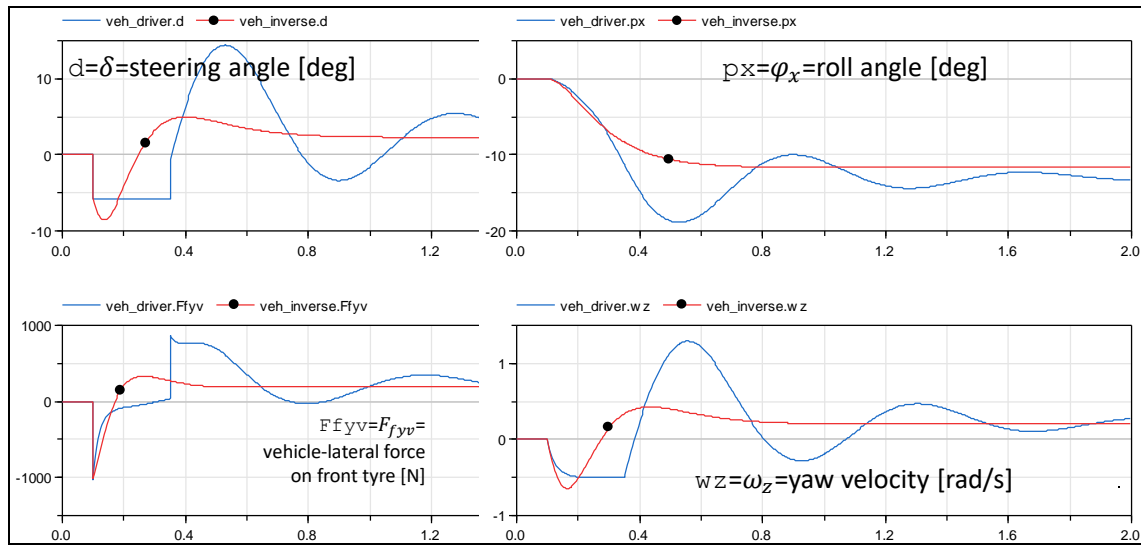 veh_driver.d veh_inverse.d
d=δ=steering angle [deg]
10
0
-10
0.0 0.4 0.8 1.2
veh_driver.px veh_inverse.px
px=φₓ=roll angle [deg]
0
-10
-20
0.0 0.4 0.8 1.2 1.6 2.0
veh_driver.Ffyv veh_inverse.Ffyv
1000
0
-1000
Ffyv=F_fyv=
vehicle-lateral force
on front tyre [N]
0.0 0.4 0.8 1.2
veh_driver.wz veh_inverse.wz
1
0
-1
wz=ω_z=yaw velocity [rad/s]
.
0.0 0.4 0.8 1.2 1.6 2.0